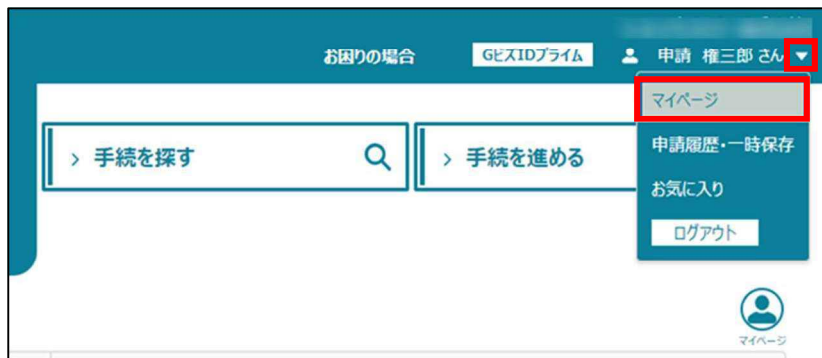 お困りの場合 GビズIDプライム 申請 権三郎 さん ▼
マイページ
> 手続を探す > 手続を進める
申請履歴・一時保存
お気に入り
ログアウト
マイページ